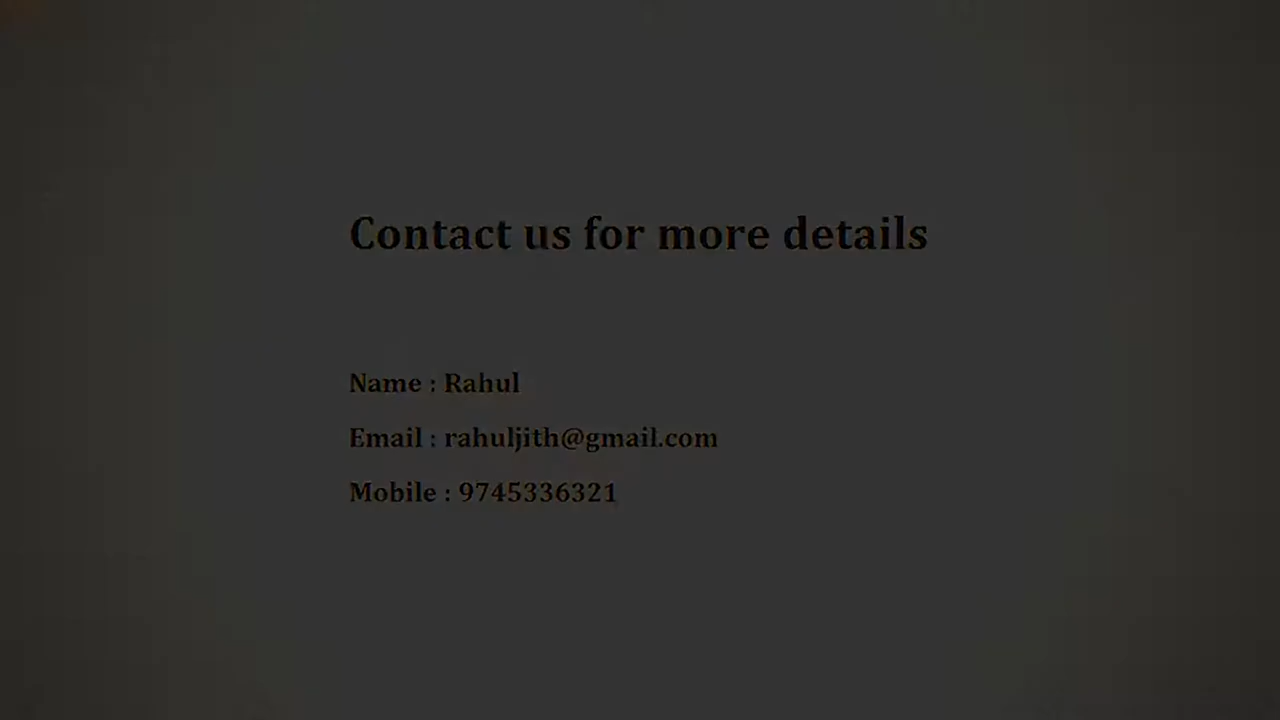 Contact us for more details
Name : Rahul
Email : rahuljith@gmail.com
Mobile : 9745336321